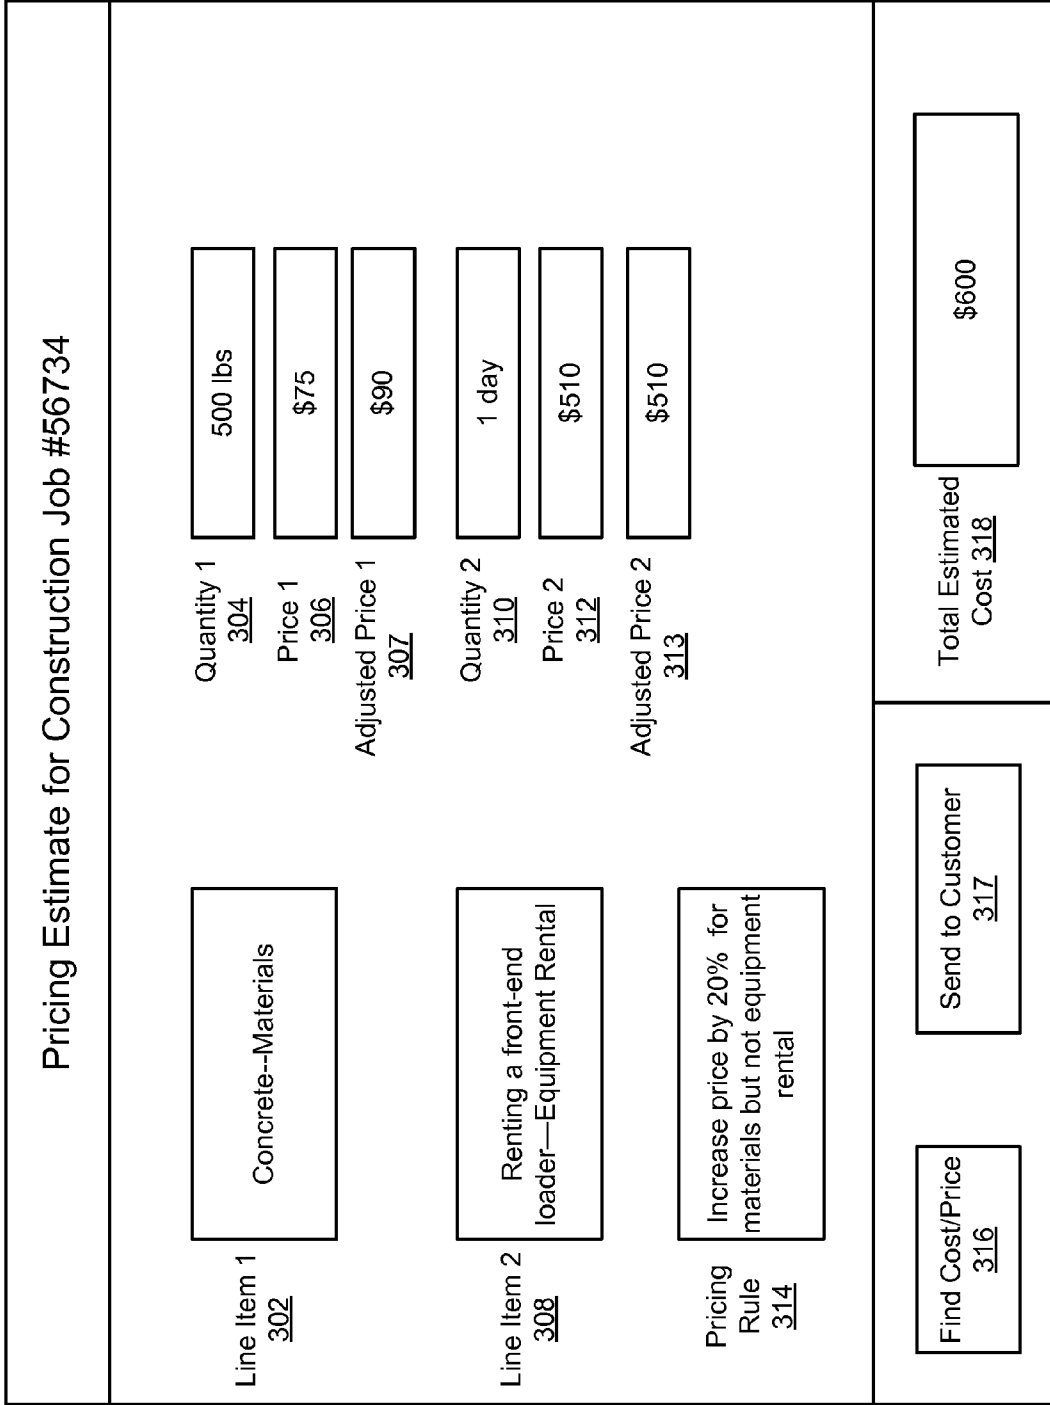 Pricing Estimate for Construction Job #56734
Line Item 1
302
Concrete--Materials
Quantity 1
304
500 lbs
Price 1
306
$75
Adjusted Price 1
307
$90
Line Item 2
308
Renting a front-end
loader—Equipment Rental
Quantity 2
310
1 day
Price 2
312
$510
Adjusted Price 2
313
$510
Pricing
Rule
314
Increase price by 20% for
materials but not equipment
rental
Find Cost/Price
316
Send to Customer
317
Total Estimated
Cost 318
$600